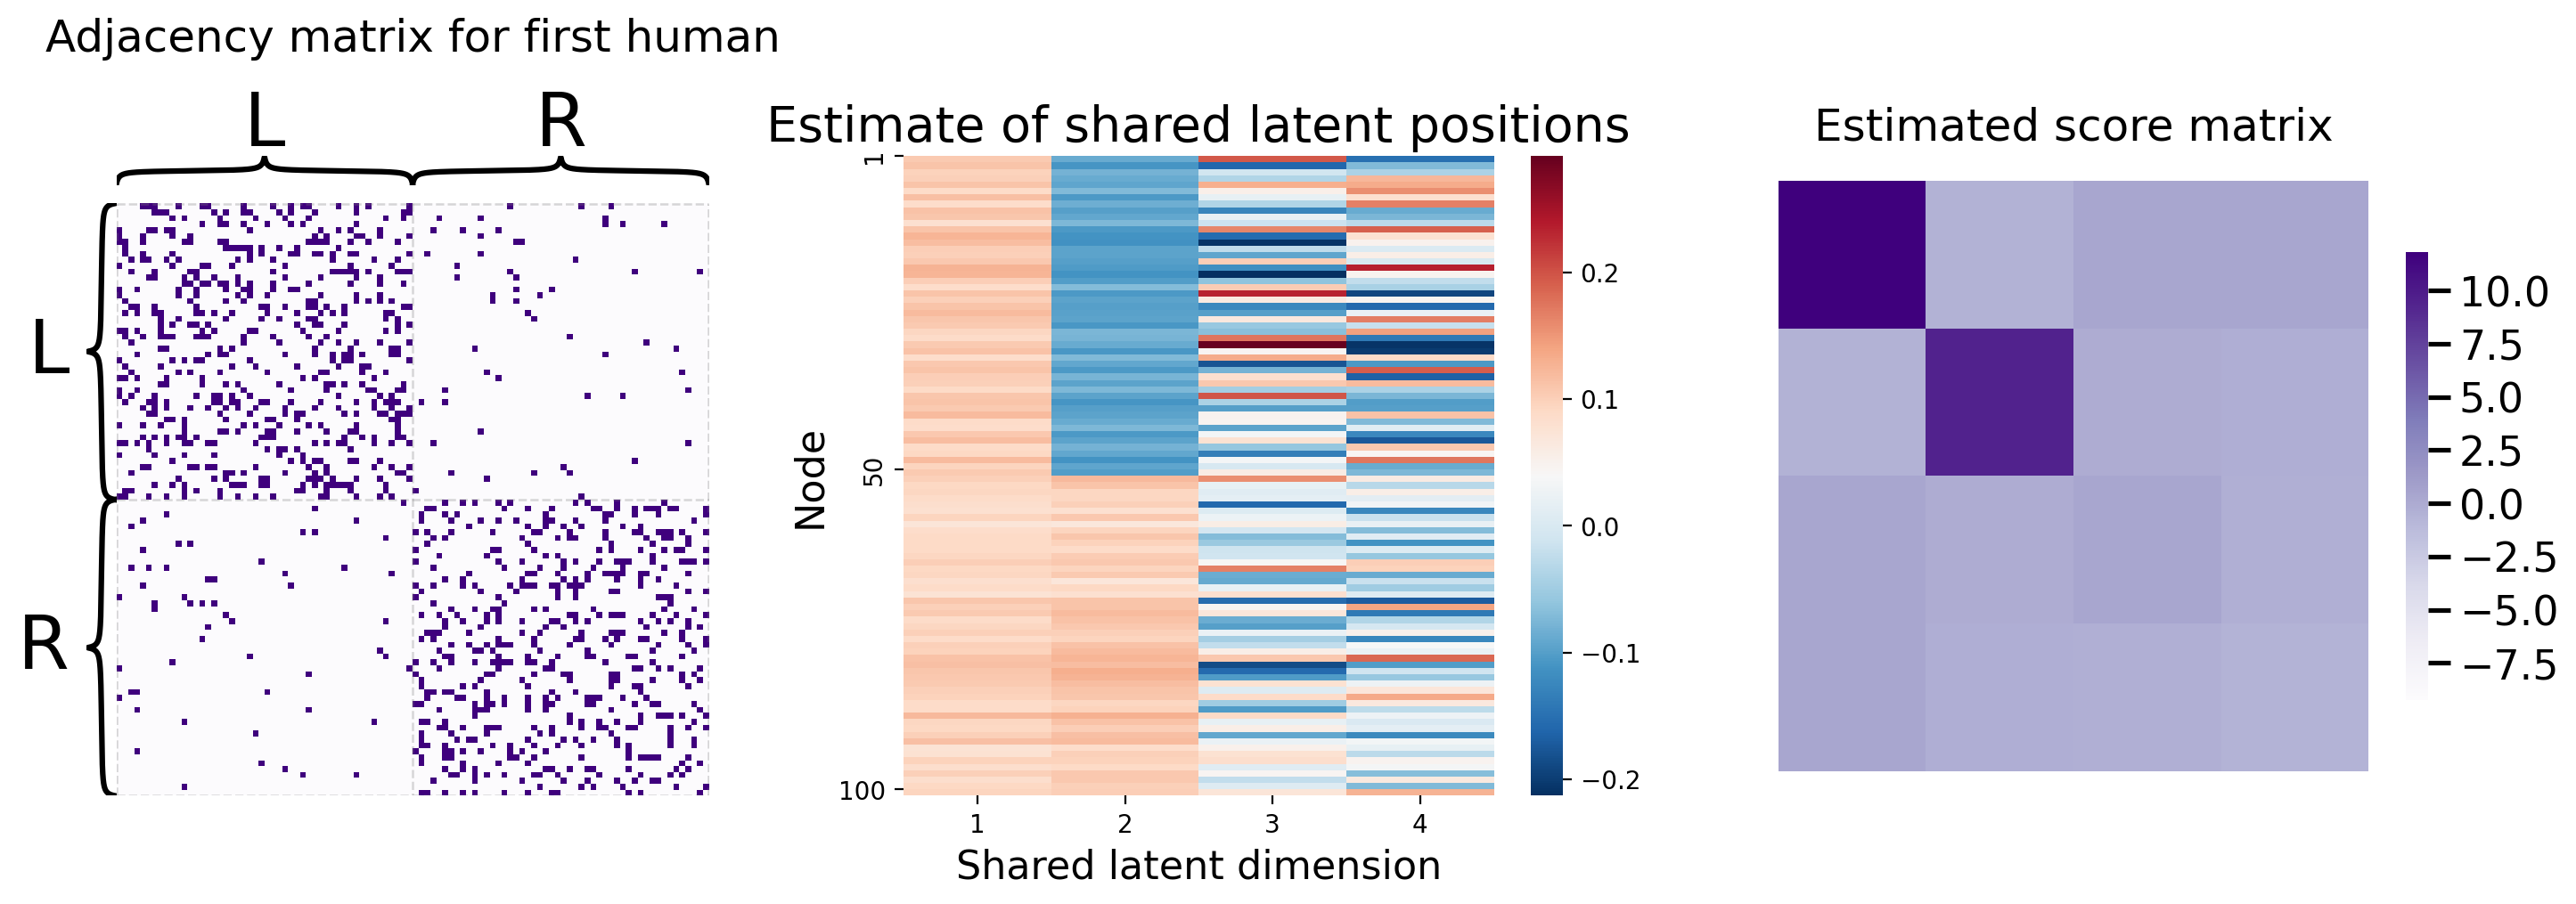 Adjacency matrix for first human
L
R
L
R
Estimate of shared latent positions
1
50
100
Node
1
2
3
4
Shared latent dimension
0.2
0.1
0.0
−0.1
−0.2
Estimated score matrix
10.0
7.5
5.0
2.5
0.0
−2.5
−5.0
−7.5